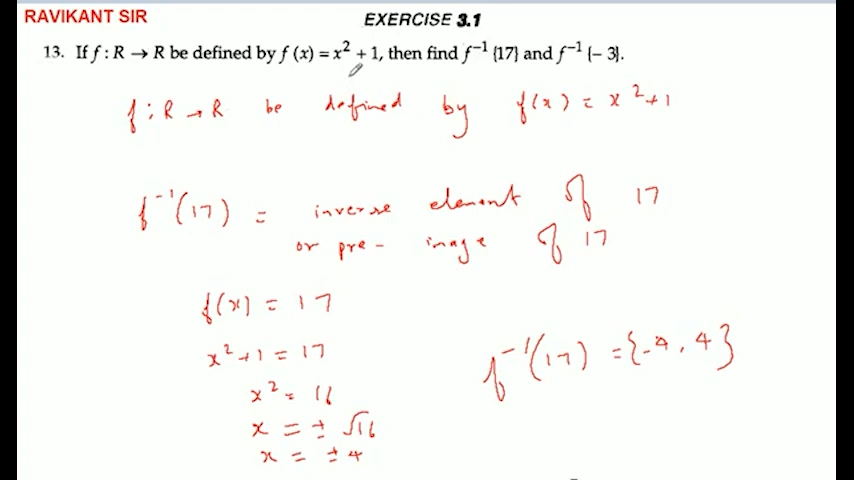 RAVIKANT SIR
EXERCISE 3.1
13. If f : R → R be defined by f (x) = x² + 1, then find f⁻¹ {17} and f⁻¹ {– 3}.
f : R → R be defined by f(x) = x² + 1
f⁻¹(17) = inverse element of 17
or pre - image of 17
f(x) = 17
x² + 1 = 17
x² = 16
x = ± √16
x = ± 4
f⁻¹(17) = {-4, 4}